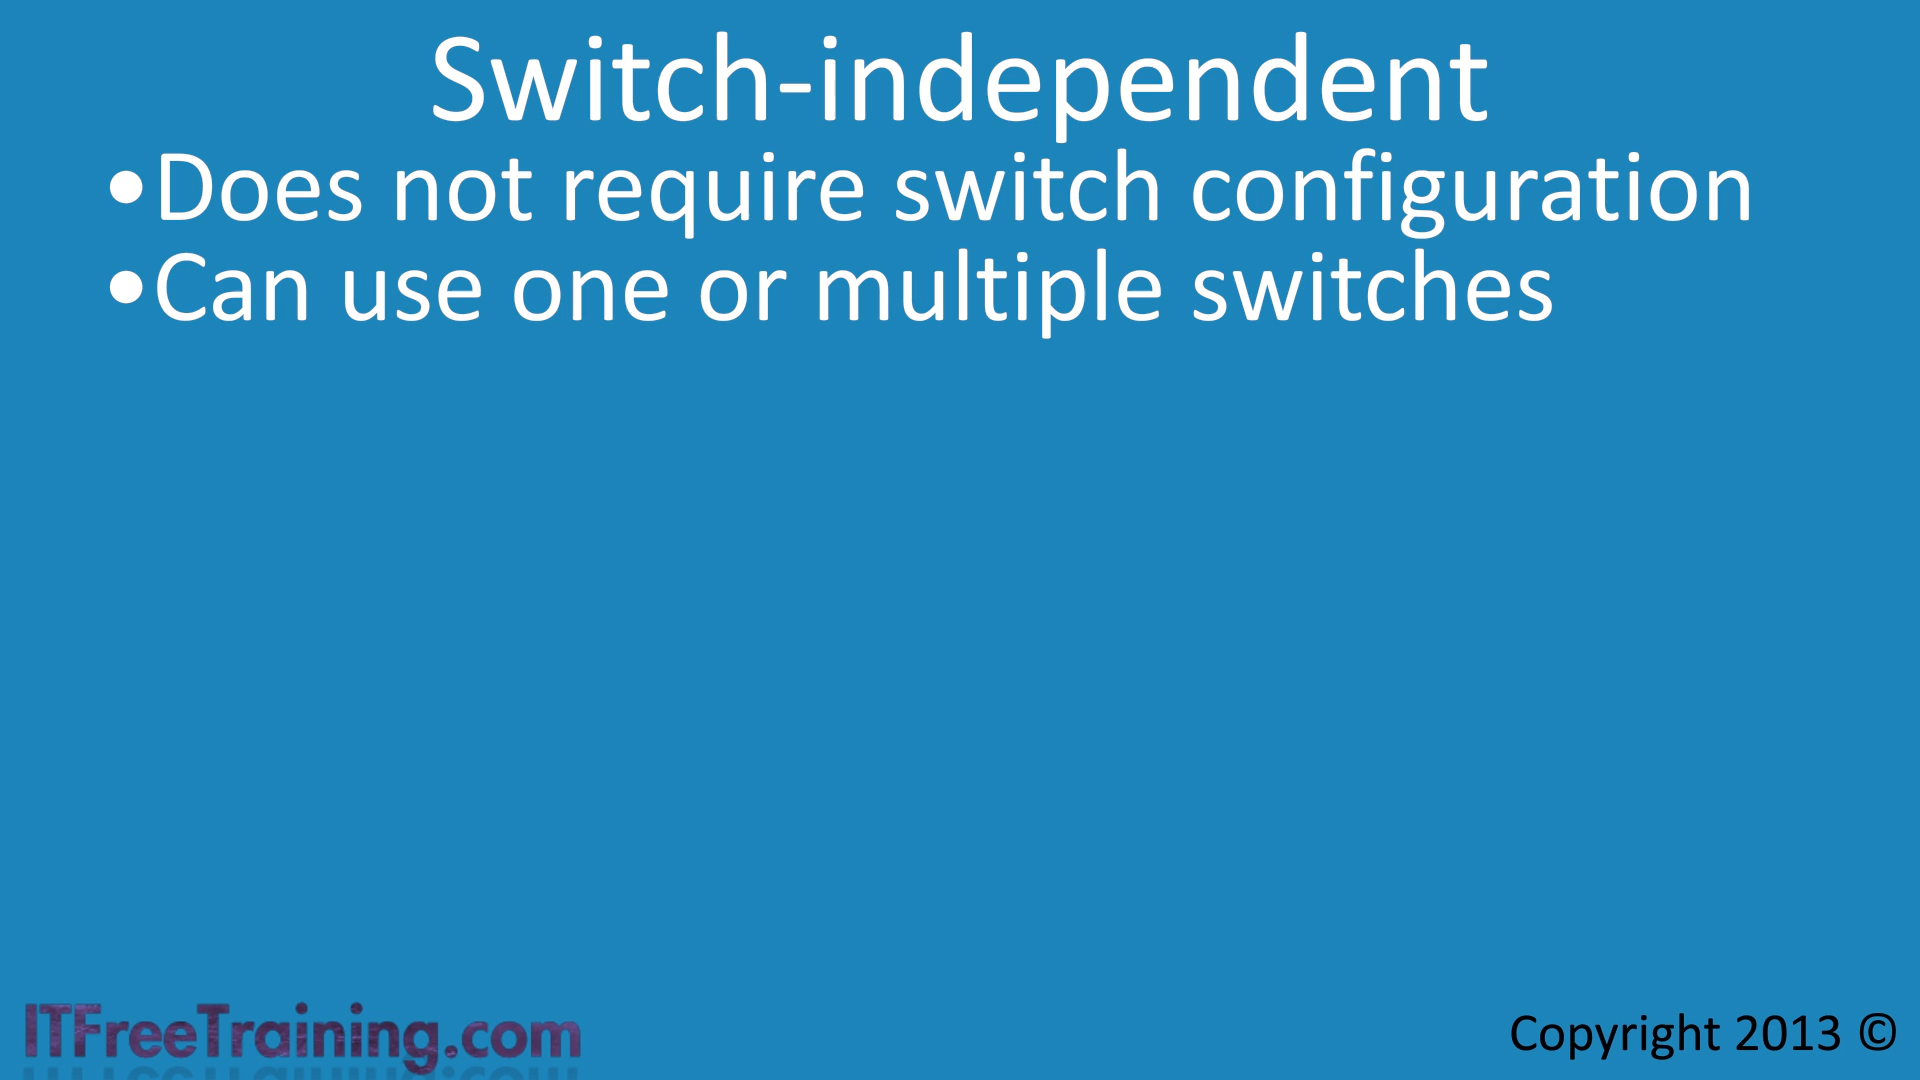 Switch-independent
•Does not require switch configuration
•Can use one or multiple switches
ITFreeTraining.com
Copyright 2013 ©